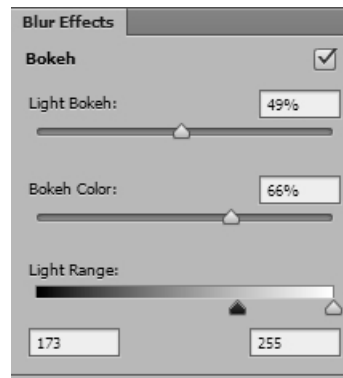 Blur Effects
Bokeh
Light Bokeh: 49%
Bokeh Color: 66%
Light Range:
173 255